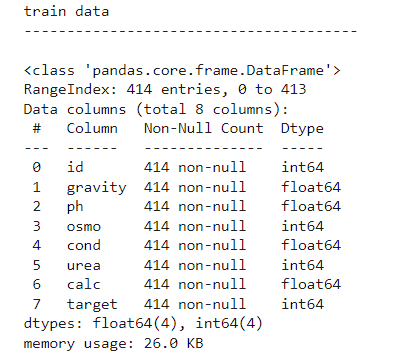 train data
---------------------------------------
<class 'pandas.core.frame.DataFrame'>
RangeIndex: 414 entries, 0 to 413
Data columns (total 8 columns):
 #   Column   Non-Null Count  Dtype
---  ------   --------------  -----
 0   id       414 non-null    int64
 1   gravity  414 non-null    float64
 2   ph       414 non-null    float64
 3   osmo     414 non-null    int64
 4   cond     414 non-null    float64
 5   urea     414 non-null    int64
 6   calc     414 non-null    float64
 7   target   414 non-null    int64
dtypes: float64(4), int64(4)
memory usage: 26.0 KB